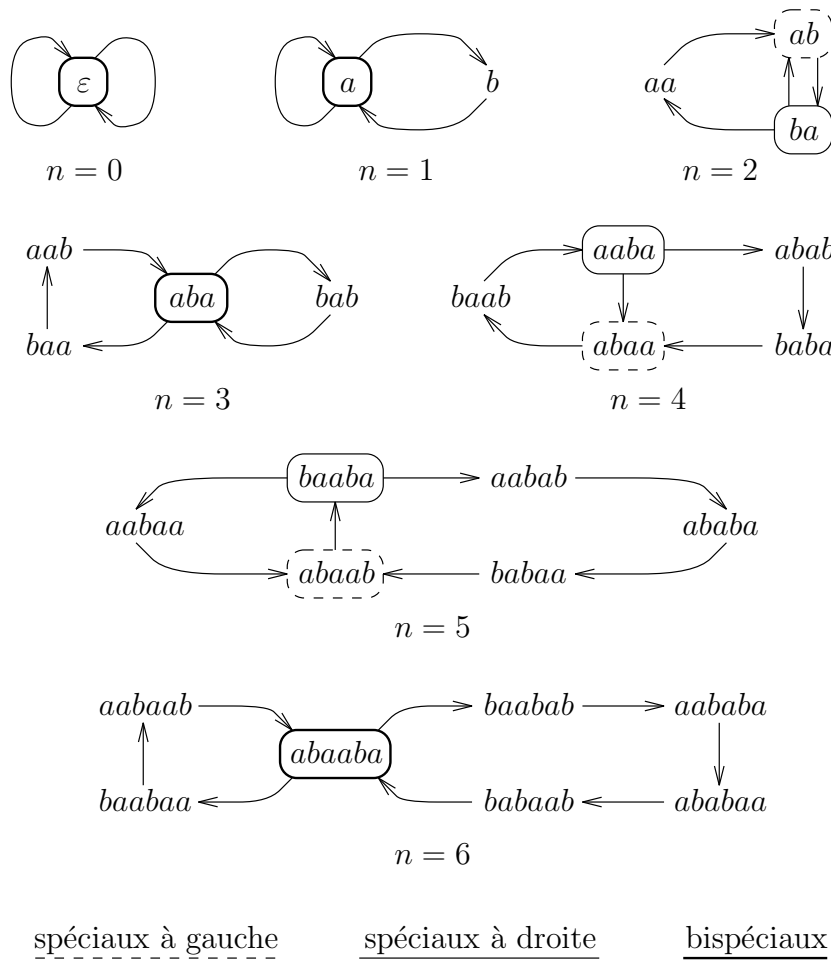 ε a b aa ab ba
n = 0 n = 1 n = 2
aab aba bab baa
n = 3
baab aaba abab abaa baba
n = 4
baaba aabab
aabaa ababa
abaab babaa
n = 5
aabaab baabab aababa
abaaba
baabaa babaab ababaa
n = 6
spéciaux à gauche spéciaux à droite bispéciaux